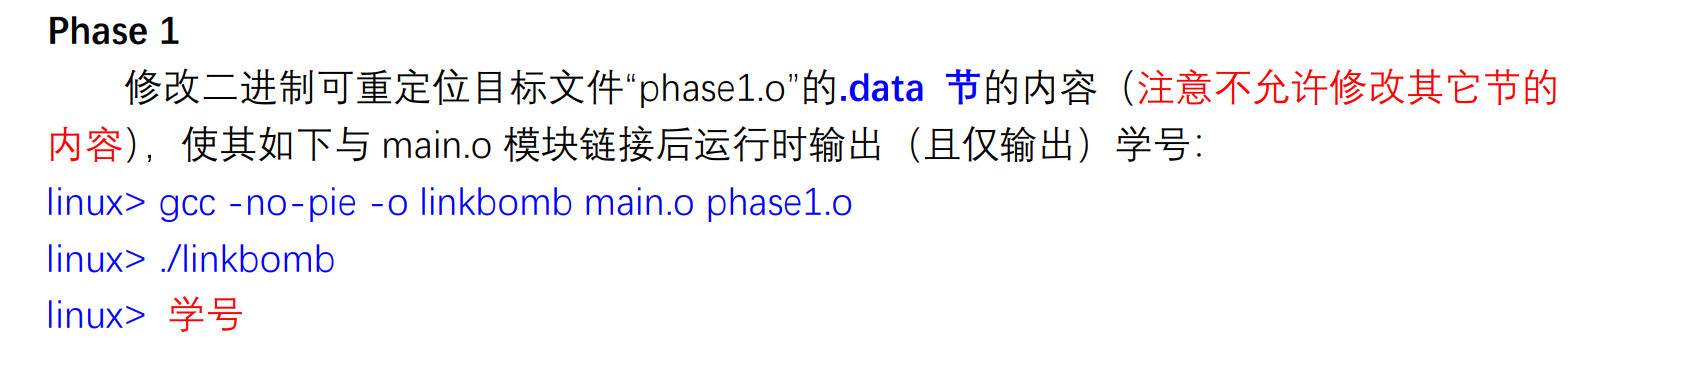 Phase 1
修改二进制可重定位目标文件“phase1.o”的.data 节的内容（注意不允许修改其它节的
内容），使其如下与 main.o 模块链接后运行时输出（且仅输出）学号：
linux> gcc -no-pie -o linkbomb main.o phase1.o
linux> ./linkbomb
linux> 学号